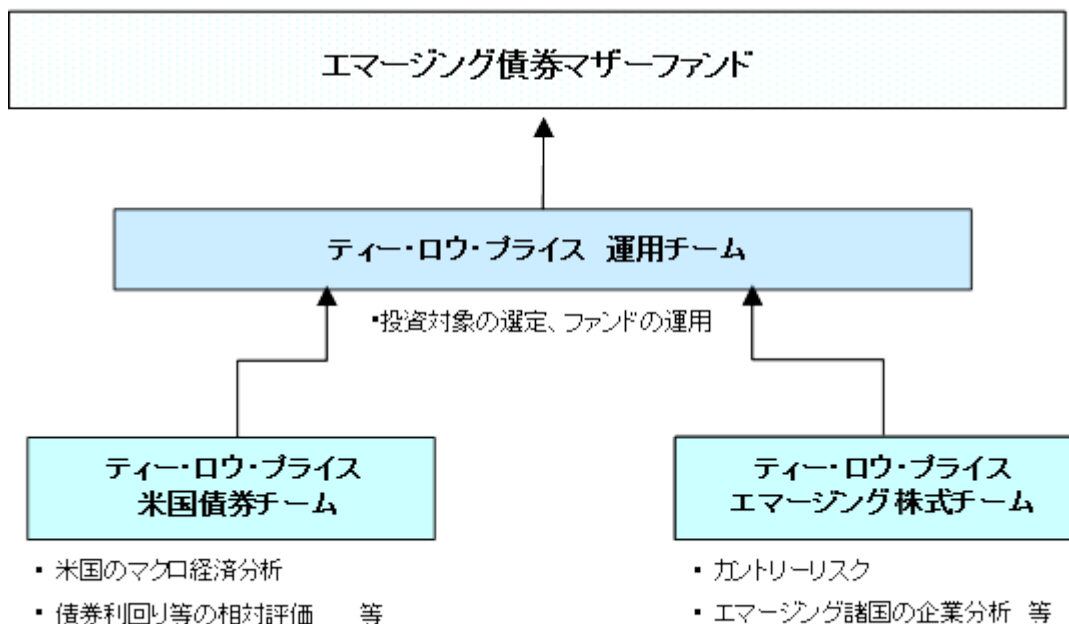 エマージング債券マザーファンド
ティー・ロウ・プライス 運用チーム
▪投資対象の選定、ファンドの運用
ティー・ロウ・プライス
米国債券チーム
ティー・ロウ・プライス
エマージング株式チーム
▪ 米国のマクロ経済分析
▪ 債券利回り等の相対評価 等
▪ カントリーリスク
▪ エマージング諸国の企業分析 等